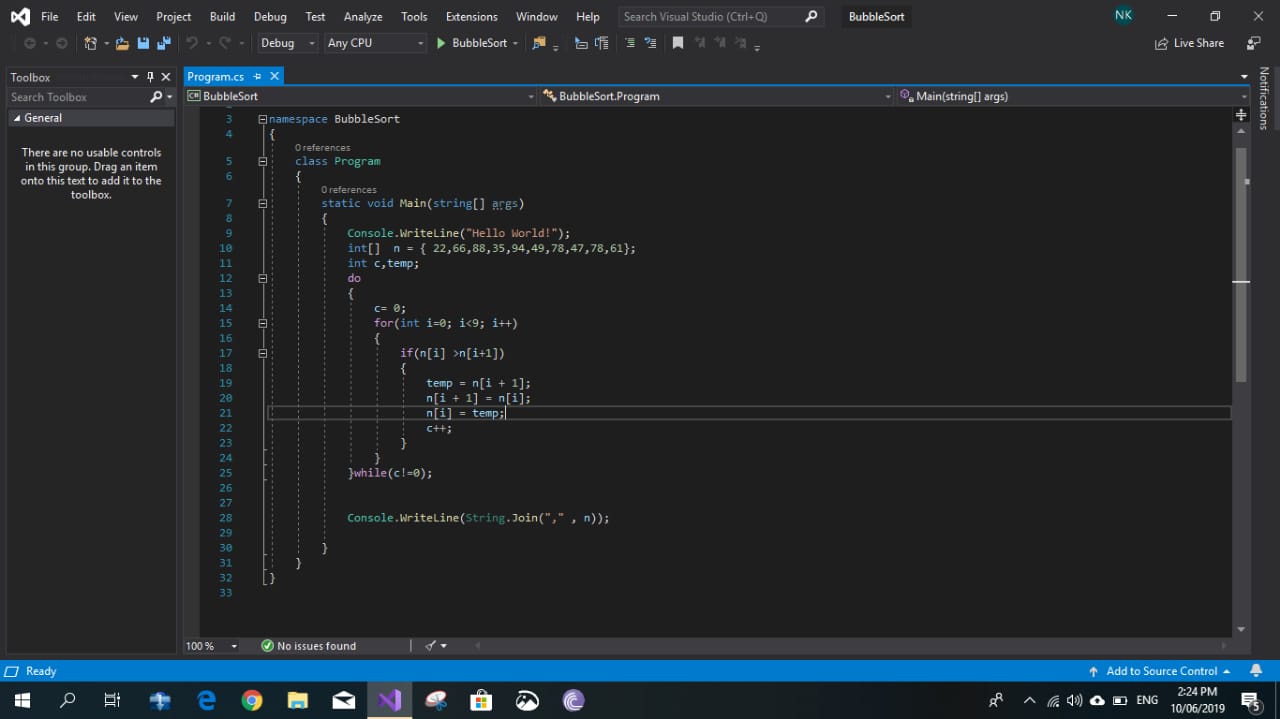 File Edit View Project Build Debug Test Analyze Tools Extensions Window Help Search Visual Studio (Ctrl+Q) BubbleSort NK
Debug Any CPU BubbleSort Live Share
Toolbox
Search Toolbox
General
There are no usable controls
in this group. Drag an item
onto this text to add it to the
toolbox.
Program.cs
BubbleSort BubbleSort.Program Main(string[] args)
Notifications
3 namespace BubbleSort
4 {
0 references
5 class Program
6 {
0 references
7 static void Main(string[] args)
8 {
9 Console.WriteLine("Hello World!");
10 int[]  n = { 22,66,88,35,94,49,78,47,78,61};
11 int c,temp;
12 do
13 {
14 c= 0;
15 for(int i=0; i<9; i++)
16 {
17 if(n[i] >n[i+1])
18 {
19 temp = n[i + 1];
20 n[i + 1] = n[i];
21 n[i] = temp;
22 c++;
23 }
24 }
25 }while(c!=0);
26
27
28 Console.WriteLine(String.Join("," , n));
29
30 }
31 }
32 }
33
100 % No issues found
Ready Add to Source Control
ENG 2:24 PM
10/06/2019 5